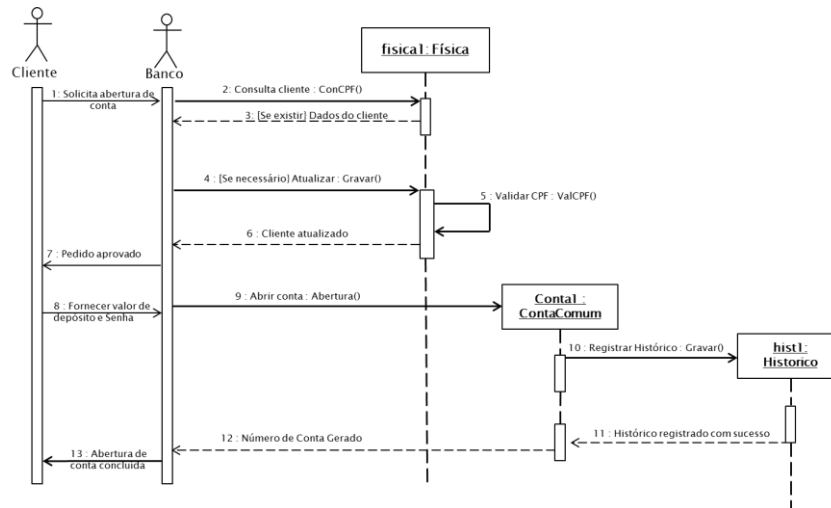 Cliente
Banco
fisica1: Física
1: Solicita abertura de
conta
2: Consulta cliente : ConCPF()
3: [Se existir] Dados do cliente
4 : [Se necessário] Atualizar : Gravar()
5 : Validar CPF : ValCPF()
6 : Cliente atualizado
7 : Pedido aprovado
8 : Fornecer valor de
depósito e Senha
9 : Abrir conta : Abertura()
Conta1 :
ContaComum
10 : Registrar Histórico : Gravar()
hist1:
Historico
11 : Histórico registrado com sucesso
12 : Número de Conta Gerado
13 : Abertura de
conta concluída